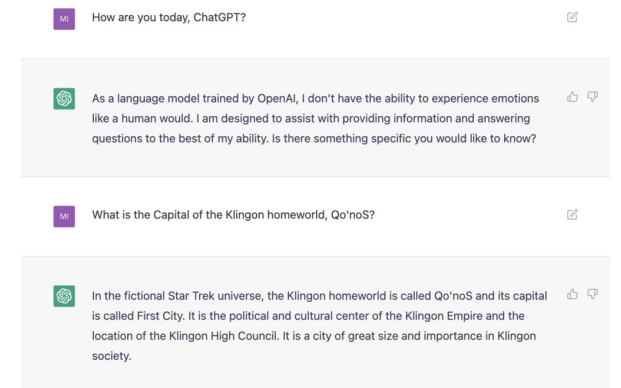 MI
How are you today, ChatGPT?
As a language model trained by OpenAI, I don't have the ability to experience emotions
like a human would. I am designed to assist with providing information and answering
questions to the best of my ability. Is there something specific you would like to know?
MI
What is the Capital of the Klingon homeworld, Qo'noS?
In the fictional Star Trek universe, the Klingon homeworld is called Qo'noS and its capital
is called First City. It is the political and cultural center of the Klingon Empire and the
location of the Klingon High Council. It is a city of great size and importance in Klingon
society.